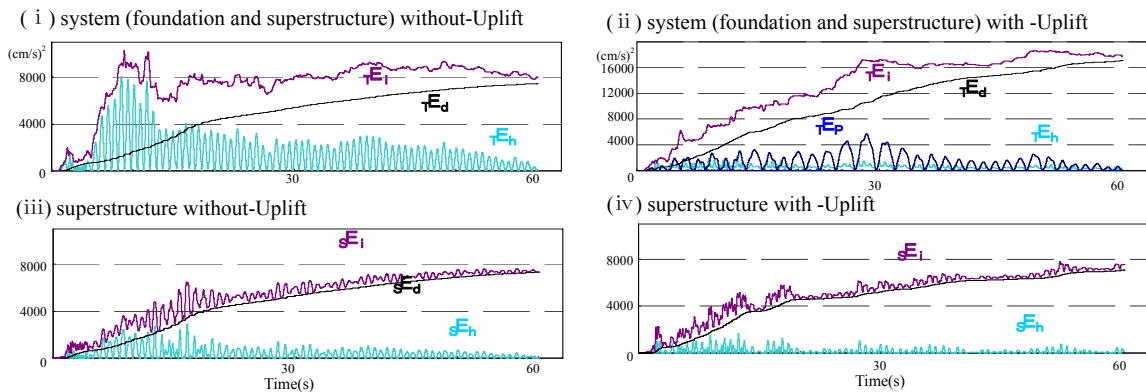 (i) system (foundation and superstructure) without-Uplift
(cm/s)²
8000
4000
0
TEi
TEd
TEh
30
60
(ii) system (foundation and superstructure) with -Uplift
(cm/s)²
16000
12000
8000
4000
0
TEi
TEd
TEp
TEh
30
60
(iii) superstructure without-Uplift
8000
4000
0
SEi
SEd
SEh
30
60
Time(s)
(iv) superstructure with -Uplift
8000
4000
0
SEi
SEh
30
60
Time(s)